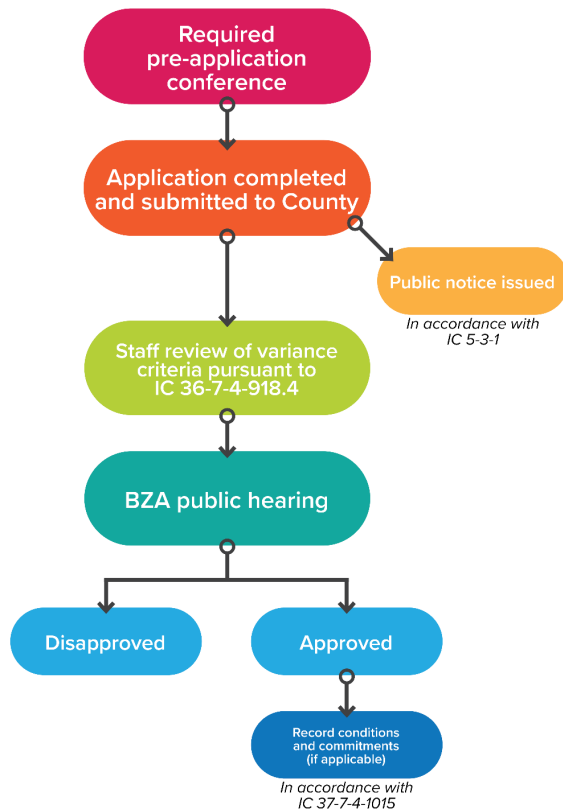 Required
pre-application
conference
Application completed
and submitted to County
Public notice issued
In accordance with
IC 5-3-1
Staff review of variance
criteria pursuant to
IC 36-7-4-918.4
BZA public hearing
Disapproved
Approved
Record conditions
and commitments
(if applicable)
In accordance with
IC 37-7-4-1015